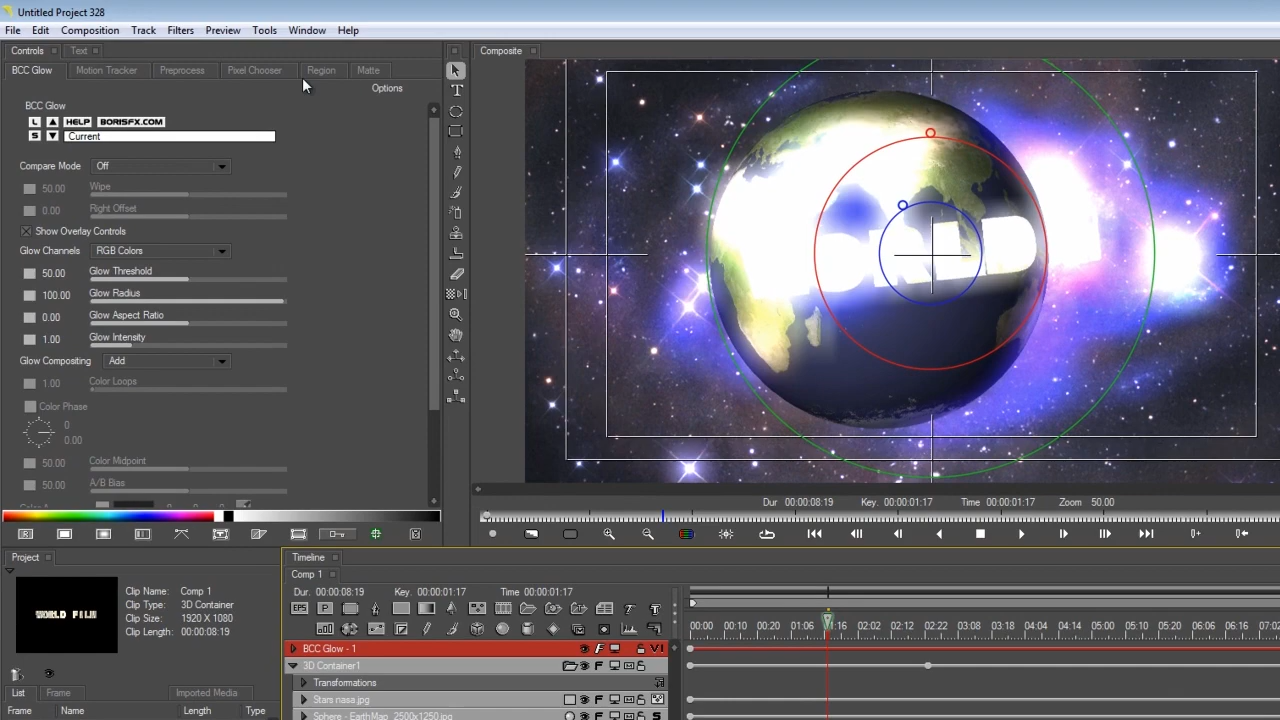 Untitled Project 328
File Edit Composition Track Filters Preview Tools Window Help
Controls Text
BCC Glow Motion Tracker Preprocess Pixel Chooser Region Matte
Options
BCC Glow
L HELP BORISFX.COM
S Current
Compare Mode Off
50.00 Wipe
0.00 Right Offset
Show Overlay Controls
Glow Channels RGB Colors
50.00 Glow Threshold
100.00 Glow Radius
0.00 Glow Aspect Ratio
1.00 Glow Intensity
Glow Compositing Add
1.00 Color Loops
Color Phase
0
0.00
50.00 Color Midpoint
50.00 A/B Bias
Composite
ORLD
Dur 00:00:08:19 Key. 00:00:01:17 Time 00:00:01:17 Zoom 50.00
Project
WORLD FILM
Clip Name: Comp 1
Clip Type: 3D Container
Clip Size: 1920 X 1080
Clip Length: 00:00:08:19
List Frame Imported Media
Frame Name Length Type
Timeline
Comp 1
Dur. 00:00:08:19 Key. 00:00:01:17 Time 00:00:01:17
EPS P T T
00:00 00:10 00:20 01:06 01:16 02:02 02:12 02:22 03:08 03:18 04:04 04:14 05:00 05:10 05:20 06:06 06:16 07:02
BCC Glow - 1 F V1
3D Container1 F
Transformations
Stars nasa.jpg F
Sphere - EarthMap_2500x1250.jpg F S